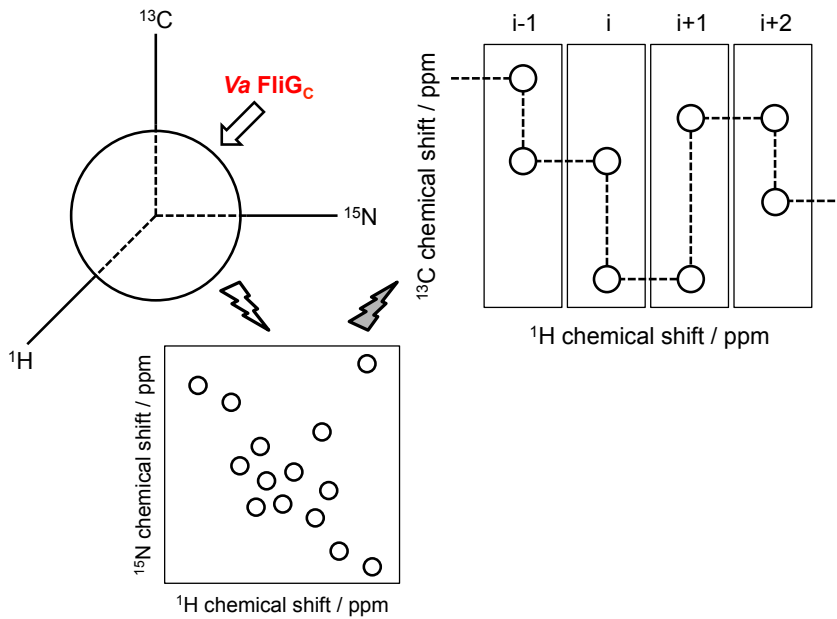 ¹³C
Va FliG_C
¹⁵N
¹H
i-1 i i+1 i+2
¹³C chemical shift / ppm
¹H chemical shift / ppm
¹⁵N chemical shift / ppm
¹H chemical shift / ppm